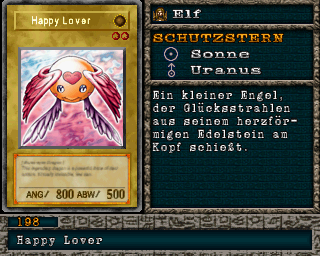 Happy Lover
Elf
SCHUTZSTERN
Sonne
Uranus
Ein kleiner Engel,
der Glücksstrahlen
aus seinem herzför-
migen Edelstein am
Kopf schießt.
ANG/ 800 ABW/ 500
198
Happy Lover